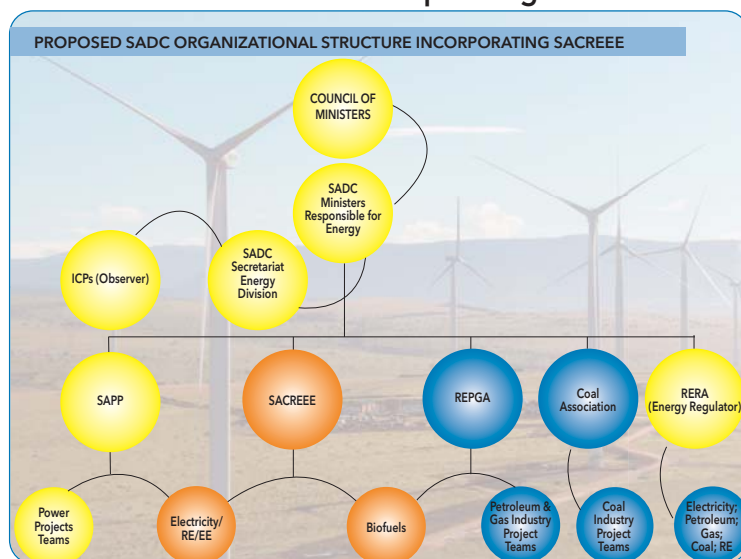 PROPOSED SADC ORGANIZATIONAL STRUCTURE INCORPORATING SACREEE
COUNCIL OF
MINISTERS
SADC
Ministers
Responsible for
Energy
ICPs (Observer)
SADC
Secretariat
Energy
Division
SAPP
SACREEE
REPGA
Coal
Association
RERA
(Energy Regulator)
Power
Projects
Teams
Electricity/
RE/EE
Biofuels
Petroleum &
Gas Industry
Project
Teams
Coal
Industry
Project
Teams
Electricity;
Petroleum;
Gas;
Coal; RE